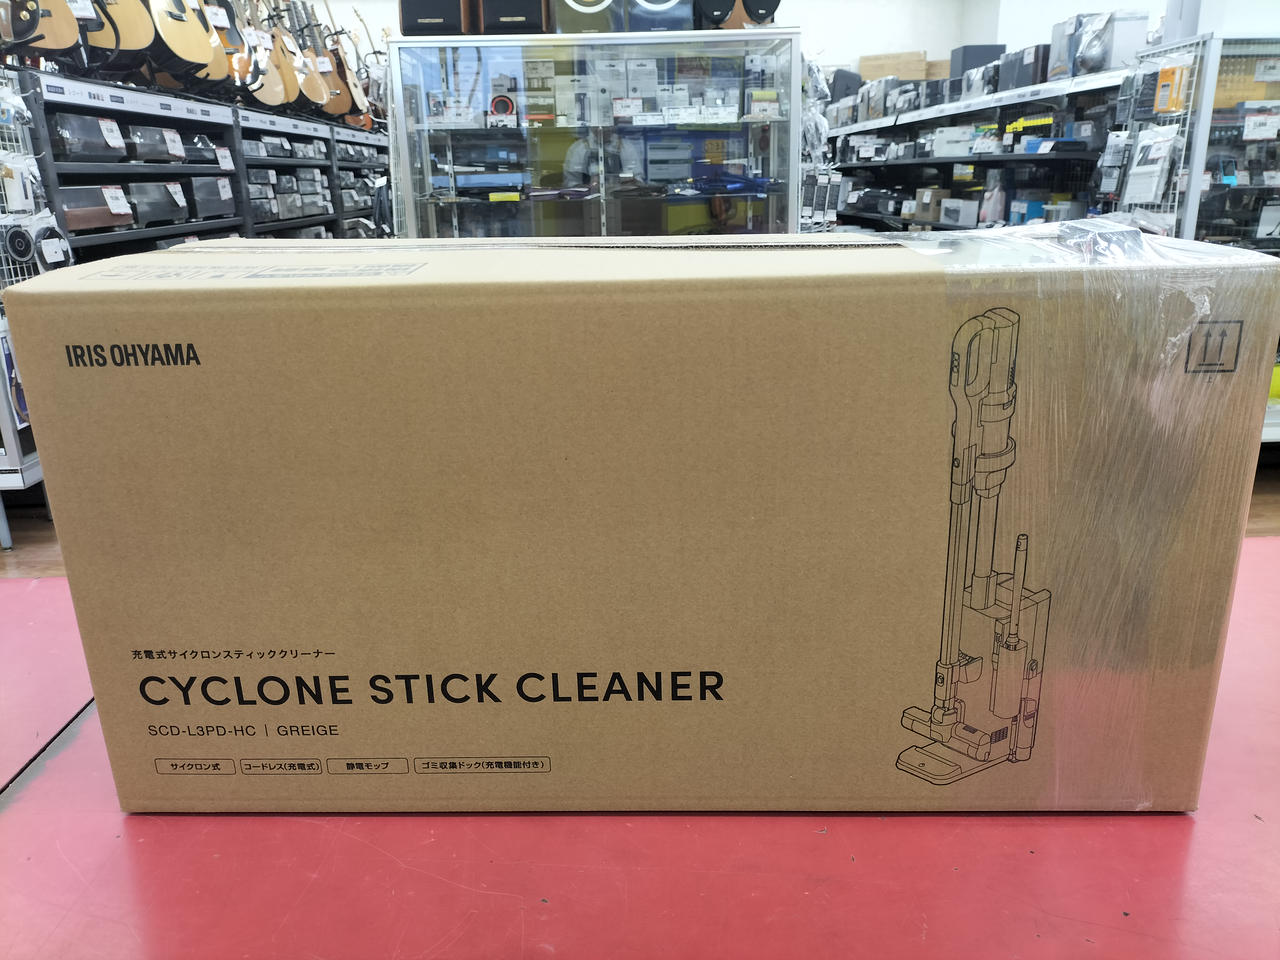 IRIS OHYAMA
充電式サイクロンスティッククリーナー
CYCLONE STICK CLEANER
SCD-L3PD-HC | GREIGE
サイクロン式 コードレス(充電式) 静電モップ ゴミ収集ドック(充電機能付き)